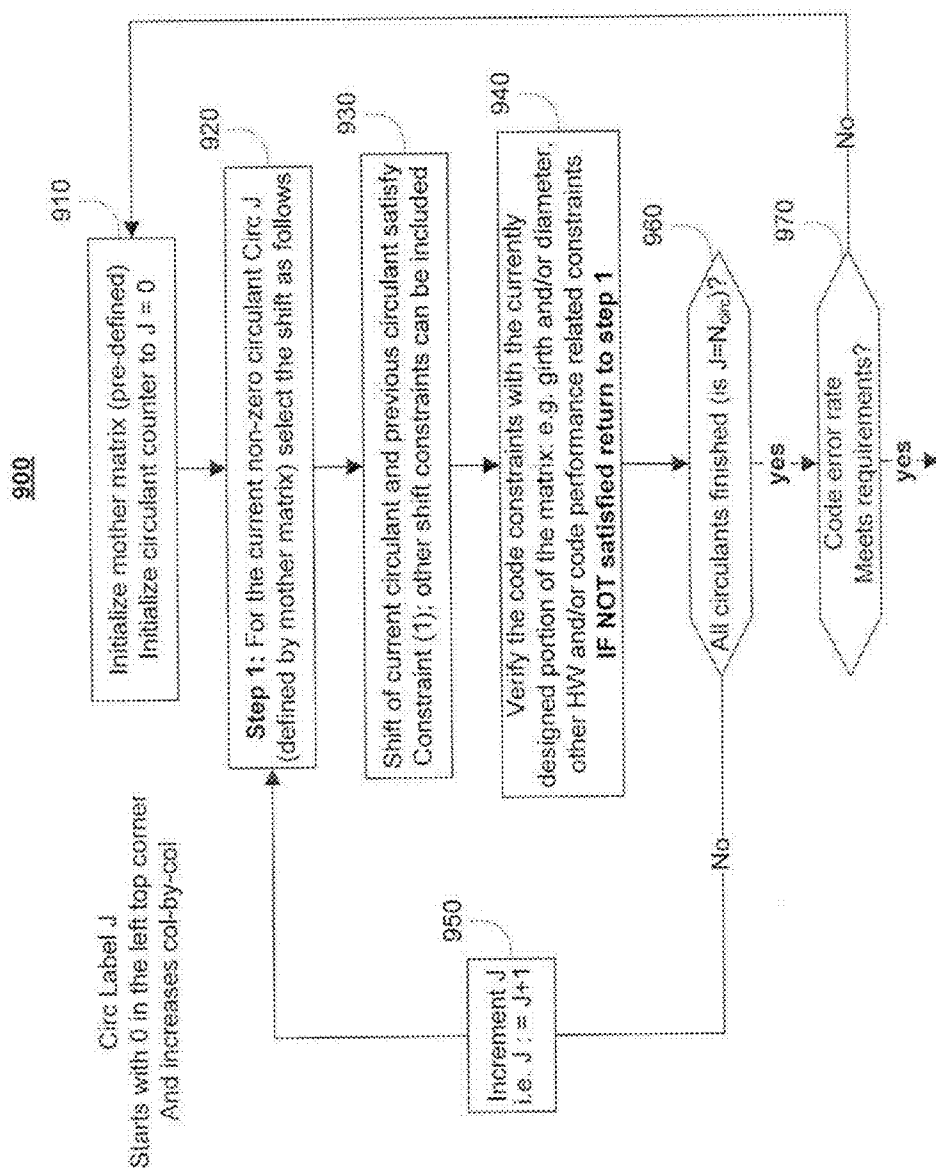 900
Circ Label J
Starts with 0 in the left top corner
And increases col-by-col
910
Initialize mother matrix (pre-defined)
Initialize circulant counter to J = 0
920
Step 1: For the current non-zero circulant Circ J
(defined by mother matrix) select the shift as follows
930
Shift of current circulant and previous circulant satisfy
Constraint (1); other shift constraints can be included
940
Verify the code constraints with the currently
designed portion of the matrix: e.g. girth and/or diameter,
other HW and/or code performance related constraints
IF NOT satisfied return to step 1
950
Increment J
i.e. J : = J+1
960
All circulants finished (is J=Ncirc)?
No
yes
970
Code error rate
Meets requirements?
No
yes